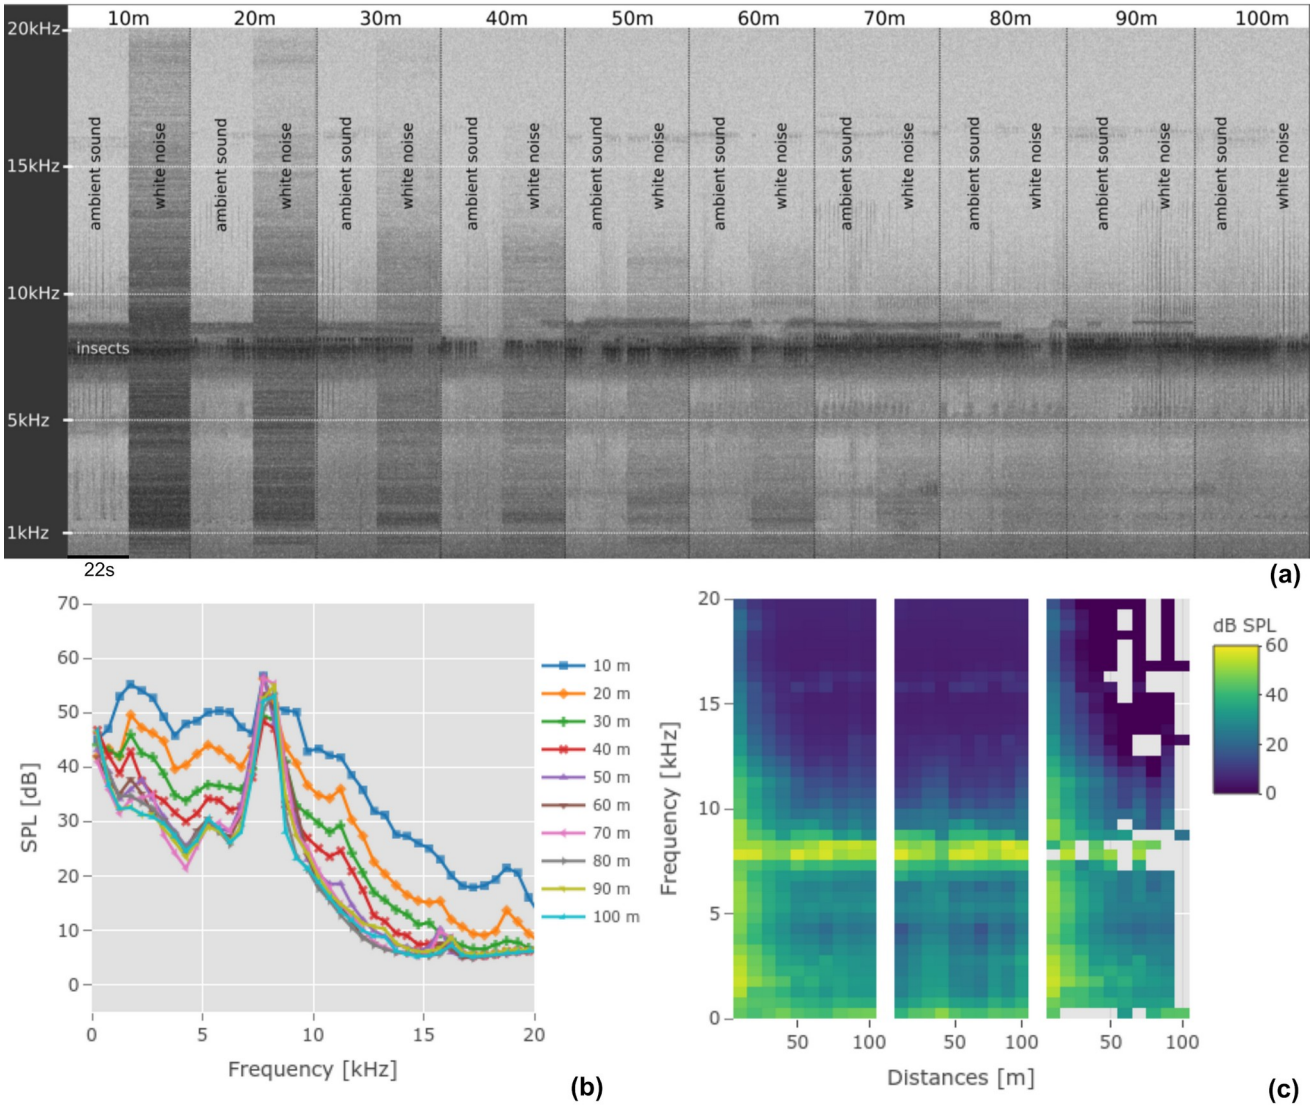 10m 20m 30m 40m 50m 60m 70m 80m 90m 100m
20kHz
15kHz
10kHz
5kHz
1kHz
ambient sound
white noise
ambient sound
white noise
ambient sound
white noise
ambient sound
white noise
ambient sound
white noise
ambient sound
white noise
ambient sound
white noise
ambient sound
white noise
ambient sound
white noise
ambient sound
white noise
insects
22s
(a)
70
60
50
40
30
20
10
0
SPL [dB]
0 5 10 15 20
Frequency [kHz]
10 m
20 m
30 m
40 m
50 m
60 m
70 m
80 m
90 m
100 m
(b)
20
15
10
5
0
Frequency [kHz]
50 100 50 100 50 100
Distances [m]
dB SPL
60
40
20
0
(c)